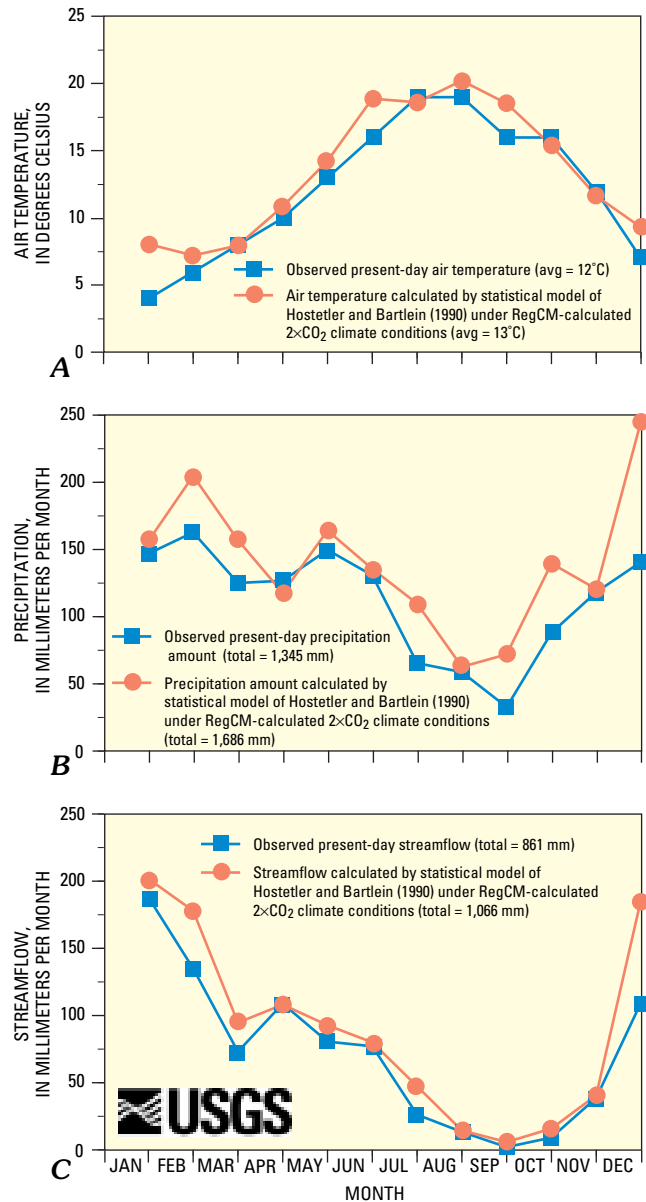 25
20
15
10
5
0
AIR TEMPERATURE,
IN DEGREES CELSIUS
Observed present-day air temperature (avg = 12°C)
Air temperature calculated by statistical model of
Hostetler and Bartlein (1990) under RegCM-calculated
2×CO₂ climate conditions (avg = 13°C)
A
250
200
150
100
50
0
PRECIPITATION,
IN MILLIMETERS PER MONTH
Observed present-day precipitation
amount (total = 1,345 mm)
Precipitation amount calculated by
statistical model of Hostetler and Bartlein (1990)
under RegCM-calculated 2×CO₂ climate conditions
(total = 1,686 mm)
B
250
200
150
100
50
0
STREAMFLOW,
IN MILLIMETERS PER MONTH
Observed present-day streamflow (total = 861 mm)
Streamflow calculated by statistical model of
Hostetler and Bartlein (1990) under RegCM-calculated
2×CO₂ climate conditions (total = 1,066 mm)
USGS
C
JAN FEB MAR APR MAY JUN JUL AUG SEP OCT NOV DEC
MONTH